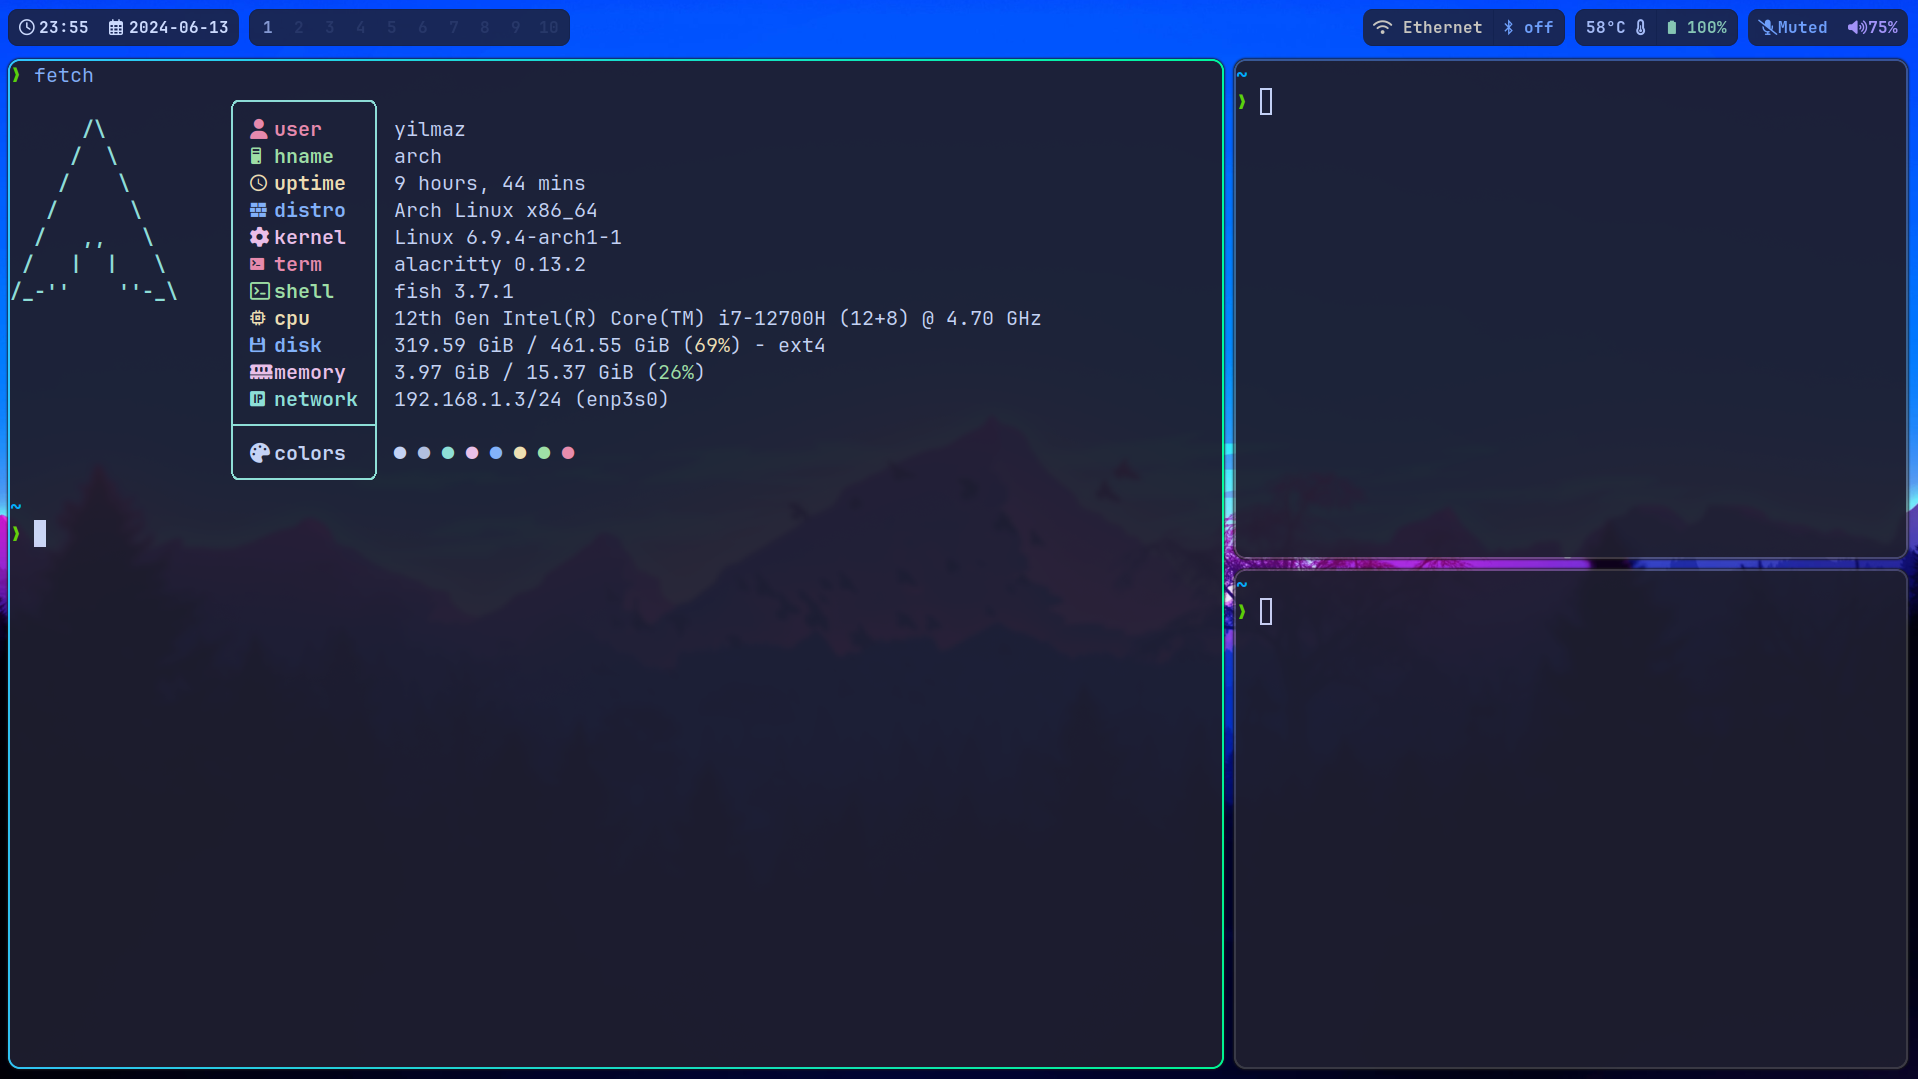 23:55 2024-06-13 1 2 3 4 5 6 7 8 9 10 Ethernet off 58°C 100% Muted 75%
❯ fetch
/\
/  \
/    \
/      \
/   ,,   \
/   |  |   \
/_-''    ''-_\
user yilmaz
hname arch
uptime 9 hours, 44 mins
distro Arch Linux x86_64
kernel Linux 6.9.4-arch1-1
term alacritty 0.13.2
shell fish 3.7.1
cpu 12th Gen Intel(R) Core(TM) i7-12700H (12+8) @ 4.70 GHz
disk 319.59 GiB / 461.55 GiB (69%) - ext4
memory 3.97 GiB / 15.37 GiB (26%)
network 192.168.1.3/24 (enp3s0)
colors
~
❯
~
❯
~
❯